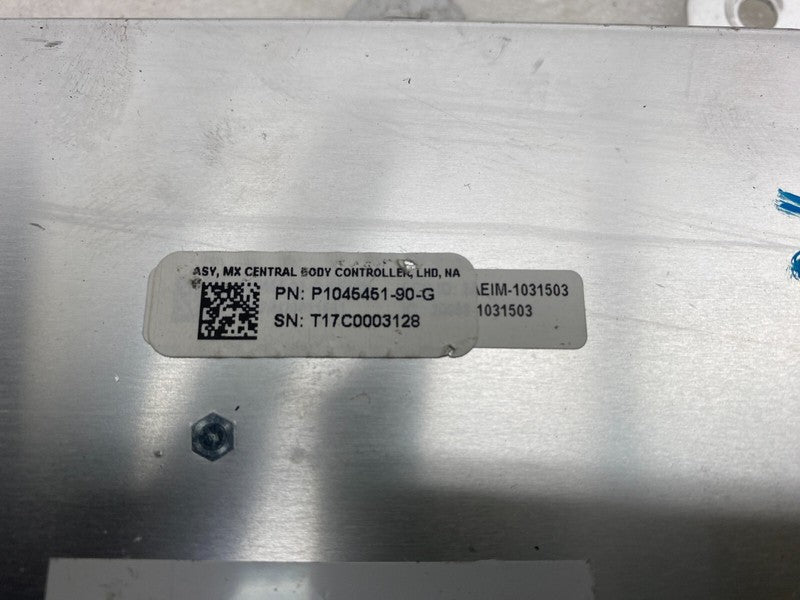 ASY, MX CENTRAL BODY CONTROLLER, LHD, NA
PN: P1045451-90-G
SN: T17C0003128
AEIM-1031503
1031503